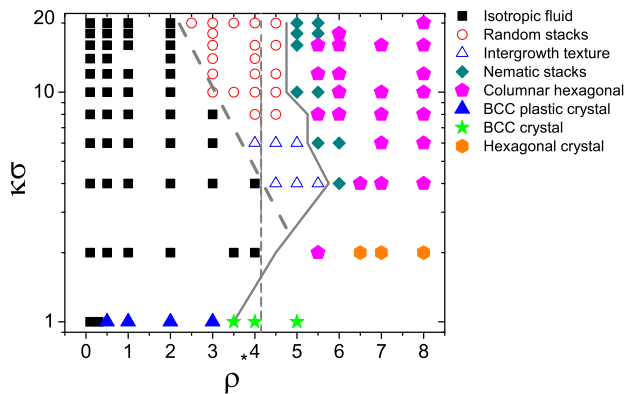 20
10
1
κσ
0 1 2 3 4 5 6 7 8
ρ*
Isotropic fluid
Random stacks
Intergrowth texture
Nematic stacks
Columnar hexagonal
BCC plastic crystal
BCC crystal
Hexagonal crystal